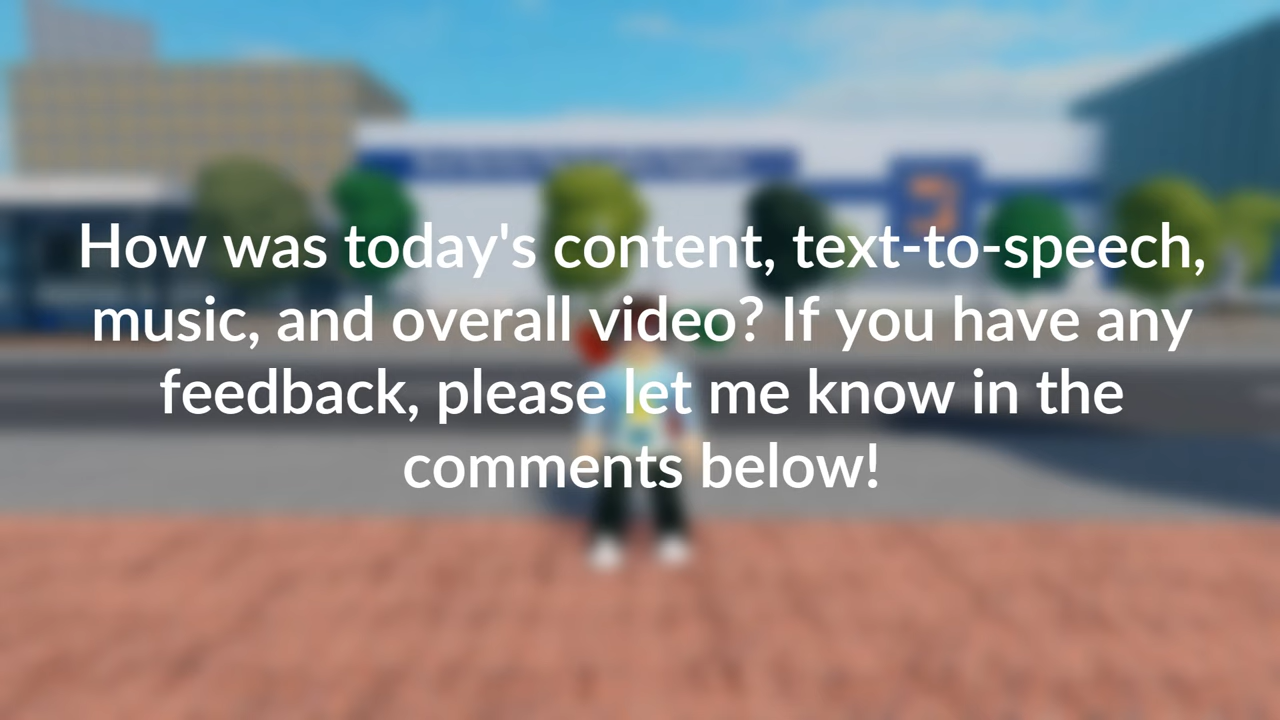 How was today's content, text-to-speech,
music, and overall video? If you have any
feedback, please let me know in the
comments below!